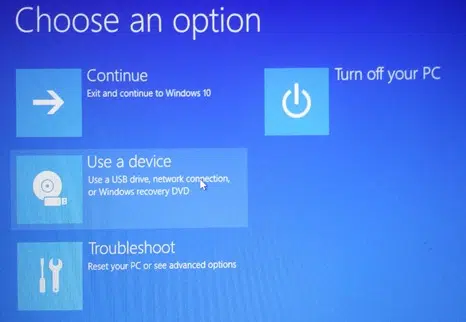 Choose an option
Continue
Exit and continue to Windows 10
Turn off your PC
Use a device
Use a USB drive, network connection,
or Windows recovery DVD
Troubleshoot
Reset your PC or see advanced options